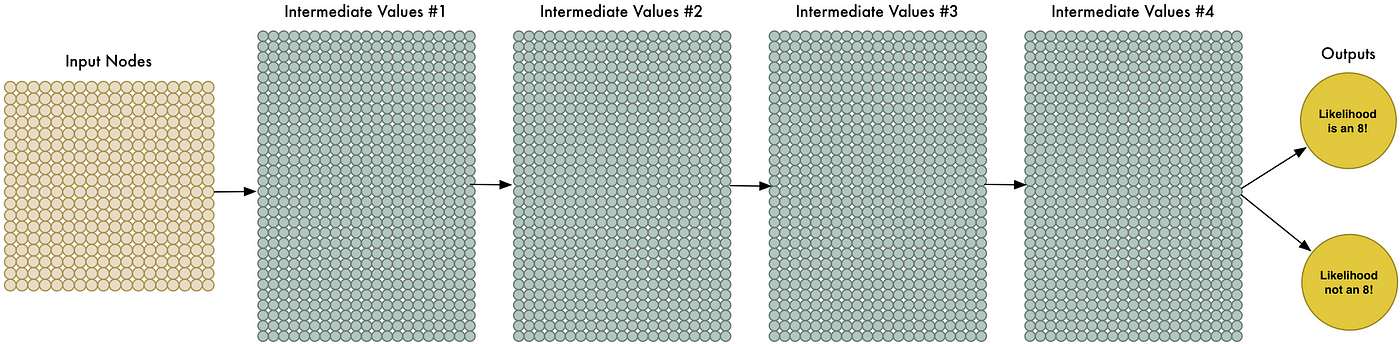 Intermediate Values #1
Intermediate Values #2
Intermediate Values #3
Intermediate Values #4
Input Nodes
Outputs
Likelihood
is an 8!
Likelihood
not an 8!